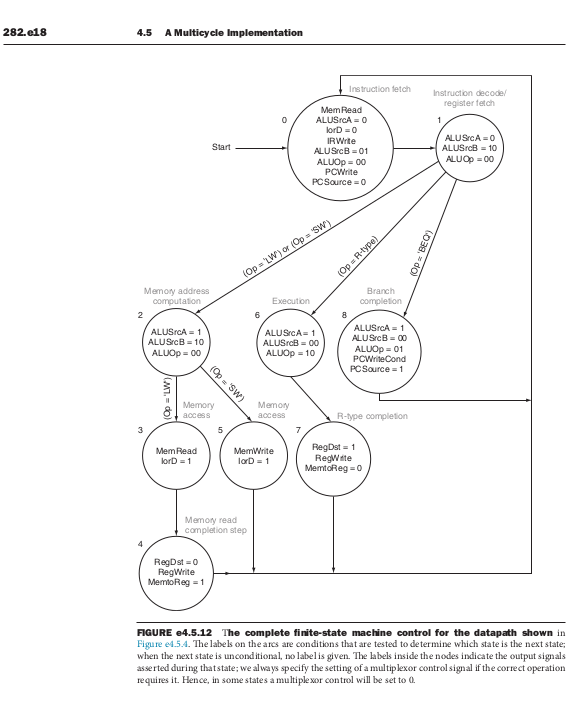 282.e18
4.5 A Multicycle Implementation
Instruction fetch
Instruction decode/
register fetch
0
MemRead
ALUSrcA = 0
IorD = 0
IRWrite
ALUSrcB = 01
ALUOp = 00
PCWrite
PCSource = 0
1
ALUSrcA = 0
ALUSrcB = 10
ALUOp = 00
Start
(Op = 'LW') or (Op = 'SW')
(Op = R-type)
(Op = 'BEQ')
Memory address
computation
Execution
Branch
completion
2
ALUSrcA = 1
ALUSrcB = 10
ALUOp = 00
6
ALUSrcA = 1
ALUSrcB = 00
ALUOp = 10
8
ALUSrcA = 1
ALUSrcB = 00
ALUOp = 01
PCWriteCond
PCSource = 1
(Op = 'LW')
(Op = 'SW')
Memory
access
Memory
access
R-type completion
3
MemRead
IorD = 1
5
MemWrite
IorD = 1
7
RegDst = 1
RegWrite
MemtoReg = 0
Memory read
completion step
4
RegDst = 0
RegWrite
MemtoReg = 1
FIGURE e4.5.12 The complete finite-state machine control for the datapath shown in
Figure e4.5.4. The labels on the arcs are conditions that are tested to determine which state is the next state;
when the next state is unconditional, no label is given. The labels inside the nodes indicate the output signals
asserted during that state; we always specify the setting of a multiplexor control signal if the correct operation
requires it. Hence, in some states a multiplexor control will be set to 0.